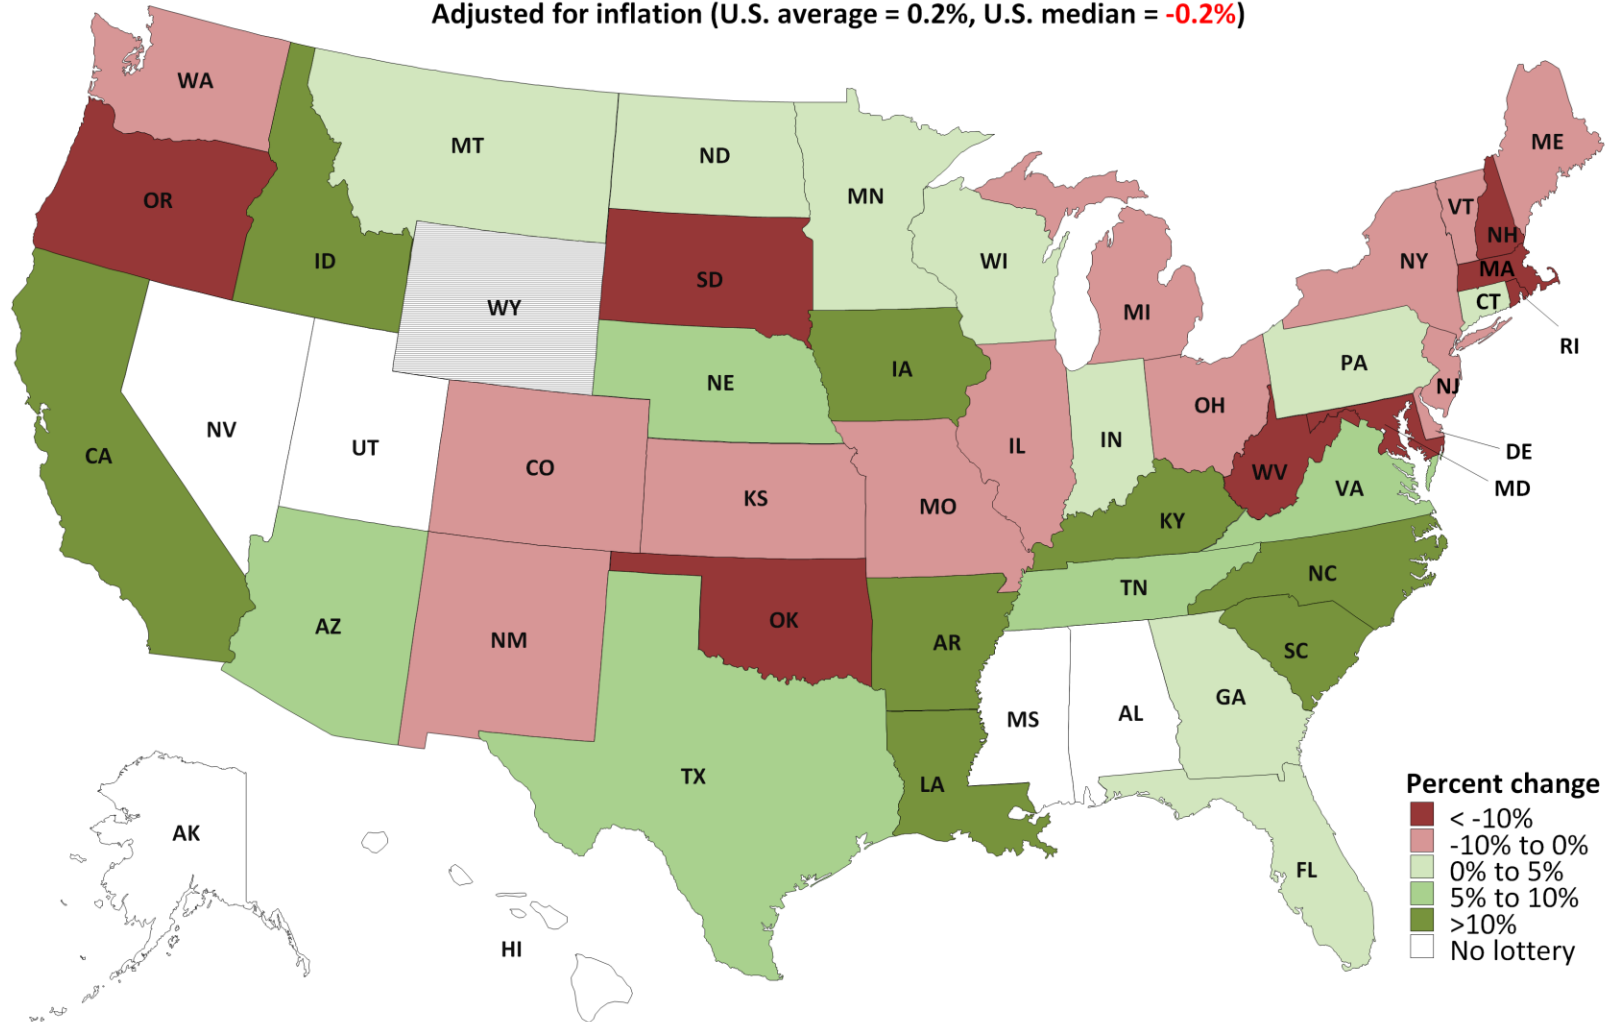 Adjusted for inflation (U.S. average = 0.2%, U.S. median = -0.2%)
WA
MT
ND
MN
ME
OR
ID
SD
WI
VT
NH
NY
MA
WY
MI
CT
RI
NE
IA
PA
NJ
NV
UT
OH
IL
IN
CA
CO
KS
MO
WV
VA
DE
MD
KY
AZ
NM
OK
AR
TN
NC
SC
MS
AL
GA
TX
LA
AK
HI
FL
Percent change
< -10%
-10% to 0%
0% to 5%
5% to 10%
>10%
No lottery